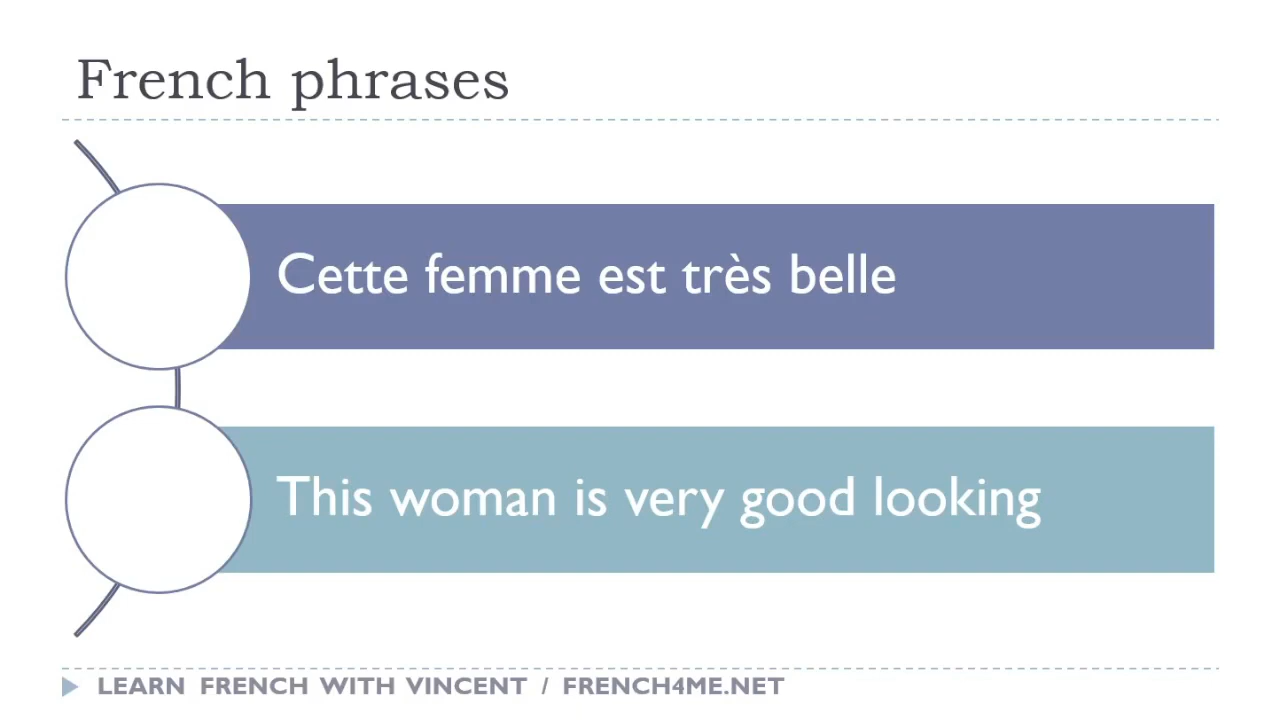 French phrases
Cette femme est très belle
This woman is very good looking
LEARN FRENCH WITH VINCENT / FRENCH4ME.NET